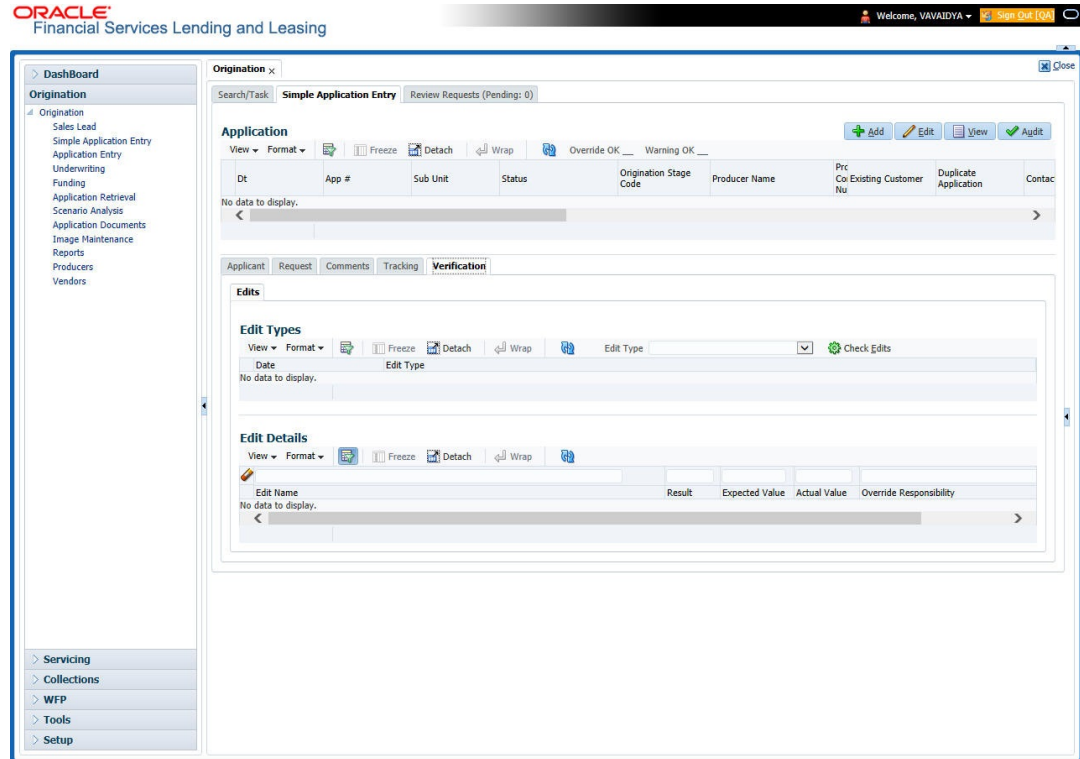 ORACLE
Financial Services Lending and Leasing
Welcome, VAVAIDYA
Sign Out [QA]
Close
DashBoard
Origination
Origination
Sales Lead
Simple Application Entry
Application Entry
Underwriting
Funding
Application Retrieval
Scenario Analysis
Application Documents
Image Maintenance
Reports
Producers
Vendors
Servicing
Collections
WFP
Tools
Setup
Origination x
Search/Task Simple Application Entry Review Requests (Pending: 0)
Application
Add Edit View Audit
View Format Freeze Detach Wrap Override OK __ Warning OK __
Dt App # Sub Unit Status Origination Stage Code Producer Name Pro Co Nu Existing Customer Duplicate Application Contac
No data to display.
Applicant Request Comments Tracking Verification
Edits
Edit Types
View Format Freeze Detach Wrap Edit Type Check Edits
Date Edit Type
No data to display.
Edit Details
View Format Freeze Detach Wrap
Edit Name Result Expected Value Actual Value Override Responsibility
No data to display.